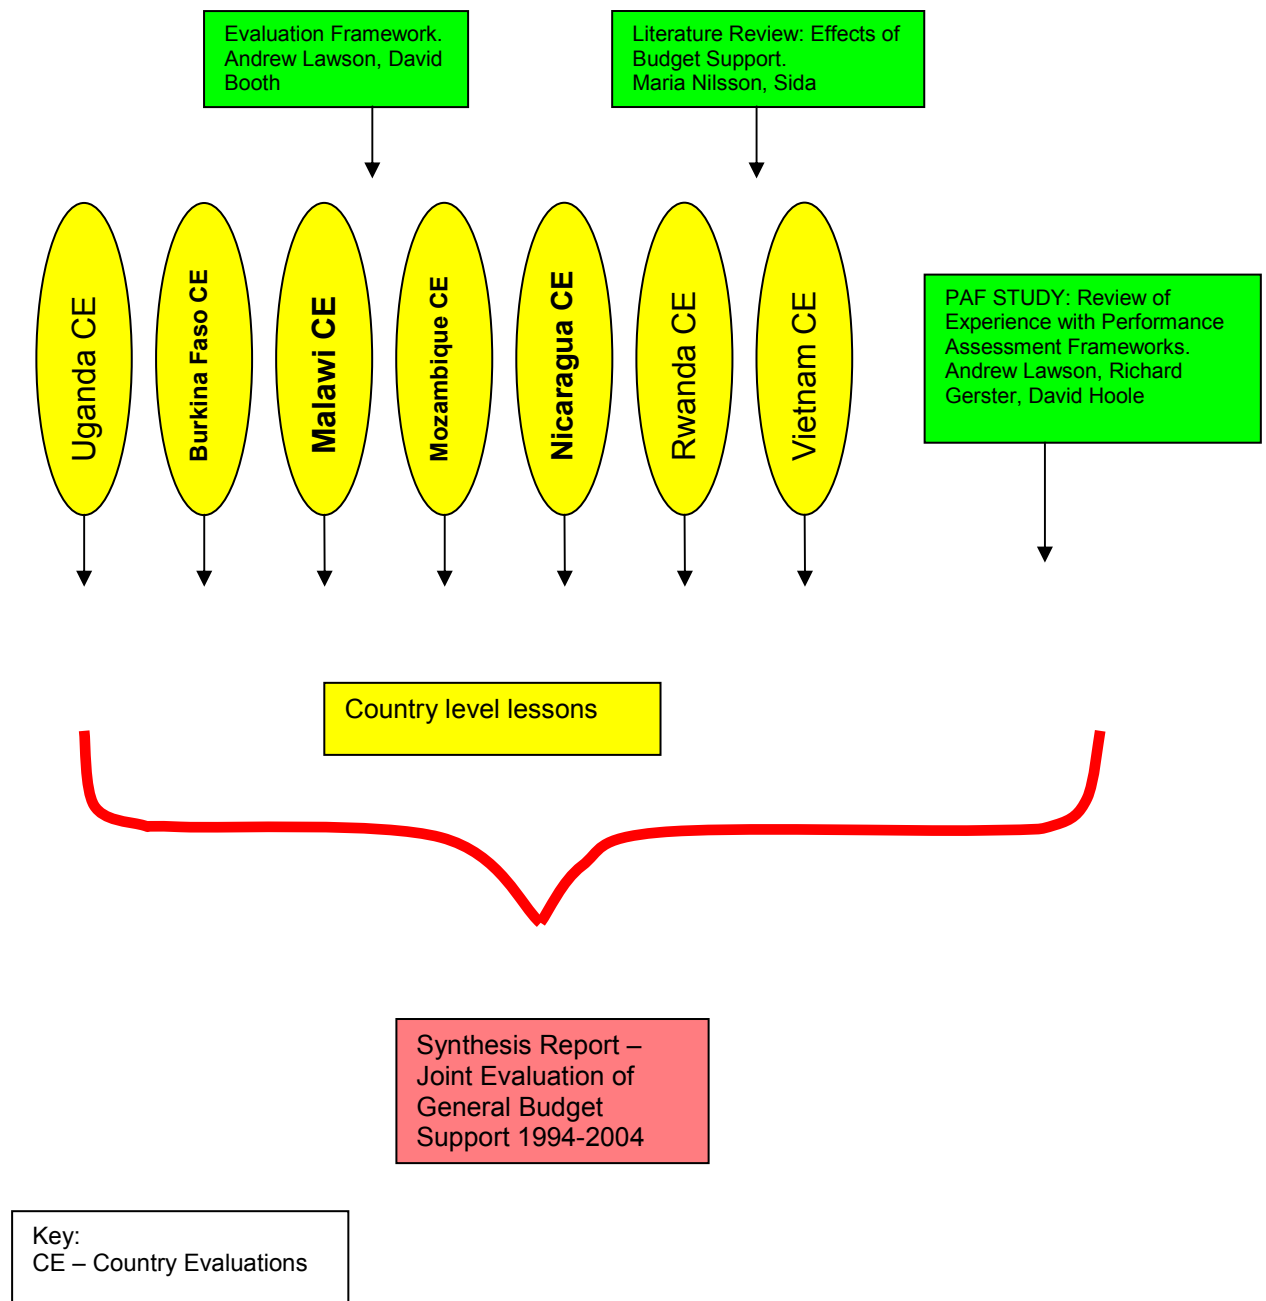 Evaluation Framework.
Andrew Lawson, David
Booth
Literature Review: Effects of
Budget Support.
Maria Nilsson, Sida
Uganda CE
Burkina Faso CE
Malawi CE
Mozambique CE
Nicaragua CE
Rwanda CE
Vietnam CE
PAF STUDY: Review of
Experience with Performance
Assessment Frameworks.
Andrew Lawson, Richard
Gerster, David Hoole
Country level lessons
Synthesis Report –
Joint Evaluation of
General Budget
Support 1994-2004
Key:
CE – Country Evaluations